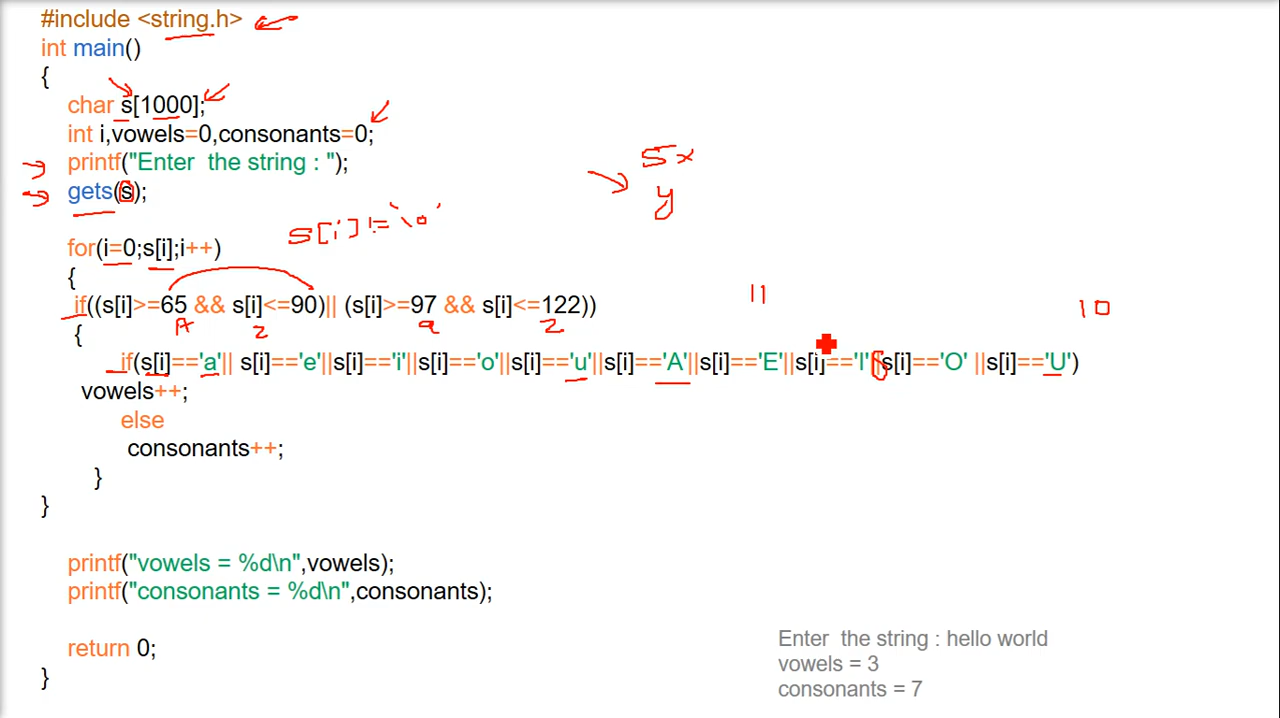 #include <string.h>
int main()
{
char s[1000];
int i,vowels=0,consonants=0;
printf("Enter  the string : ");
gets(s);
5x
y
s[i]!='\0'
for(i=0;s[i];i++)
{
if((s[i]>=65 && s[i]<=90)|| (s[i]>=97 && s[i]<=122))
A z a z
11
10
{
if(s[i]=='a'|| s[i]=='e'||s[i]=='i'||s[i]=='o'||s[i]=='u'||s[i]=='A'||s[i]=='E'||s[i]=='I'||s[i]=='O' ||s[i]=='U')
vowels++;
else
consonants++;
}
}
printf("vowels = %d\n",vowels);
printf("consonants = %d\n",consonants);
return 0;
}
Enter  the string : hello world
vowels = 3
consonants = 7